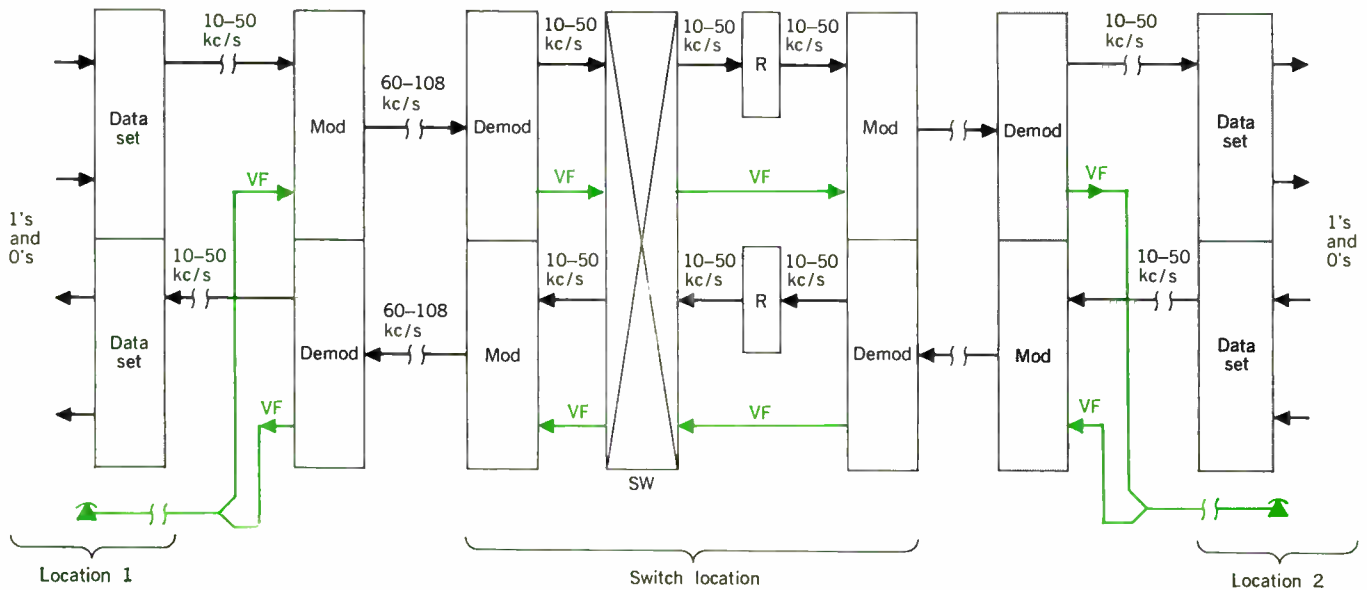 10–50
kc/s
10–50
kc/s
10–50
kc/s
10–50
kc/s
10–50
kc/s
60–108
kc/s
R
Data
set
Mod
Demod
Mod
Demod
Data
set
VF
VF
VF
VF
1's
and
0's
1's
and
0's
10–50
kc/s
10–50
kc/s
10–50
kc/s
10–50
kc/s
10–50
kc/s
R
60–108
kc/s
Data
set
Demod
Mod
Demod
Mod
Data
set
VF
VF
VF
VF
SW
Location 1
Switch location
Location 2